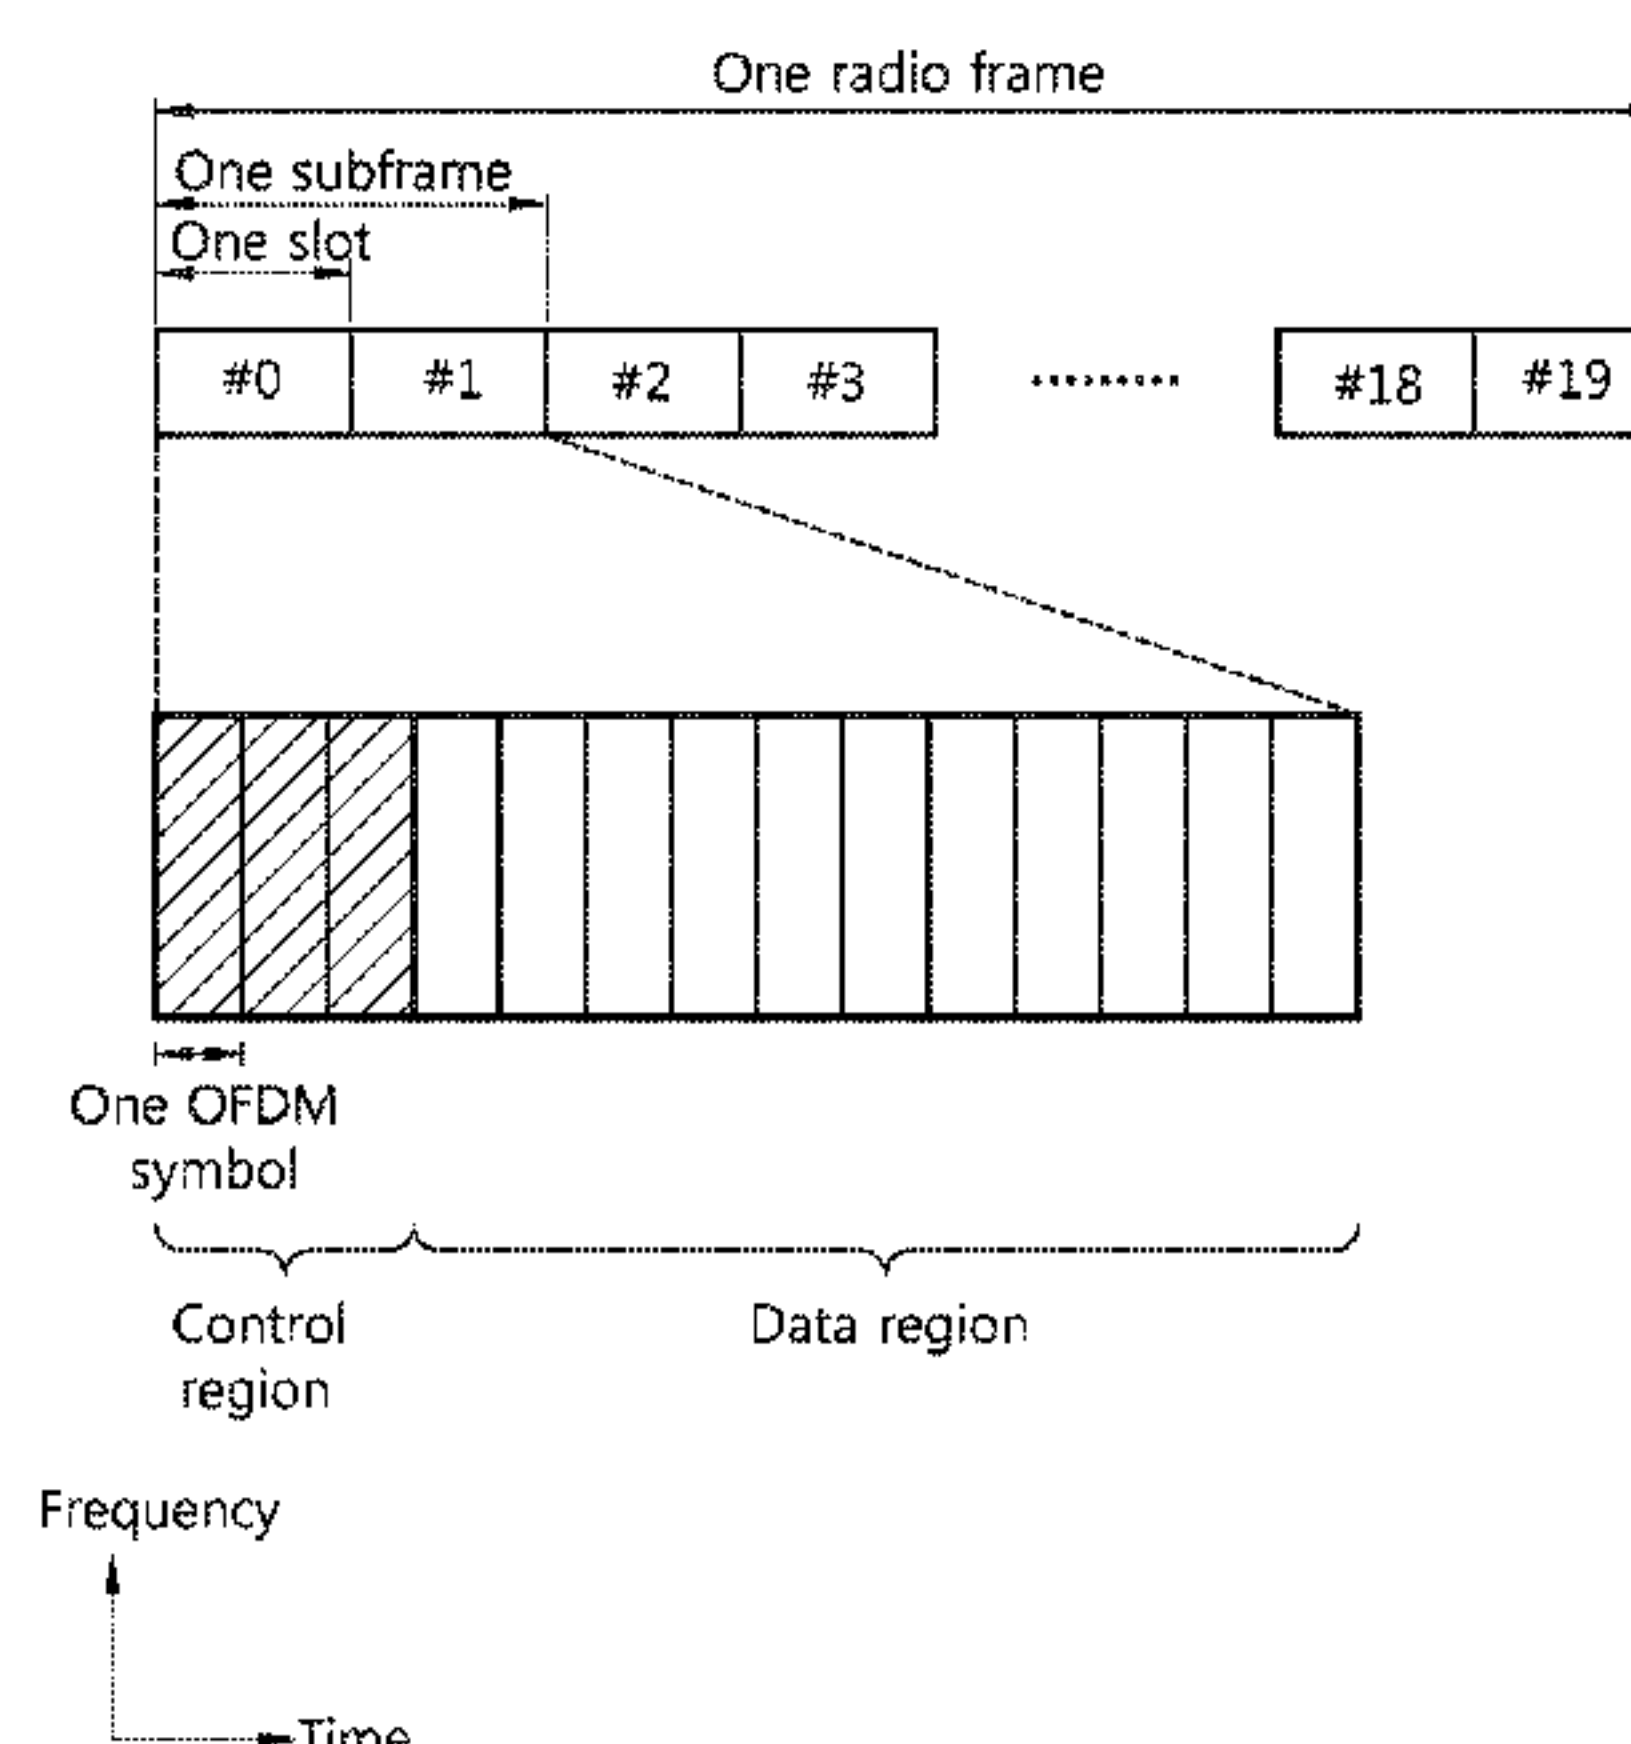 One radio frame
One subframe
One slot
#0 #1 #2 #3 #18 #19
One OFDM
symbol
Control
region
Data region
Frequency
Time